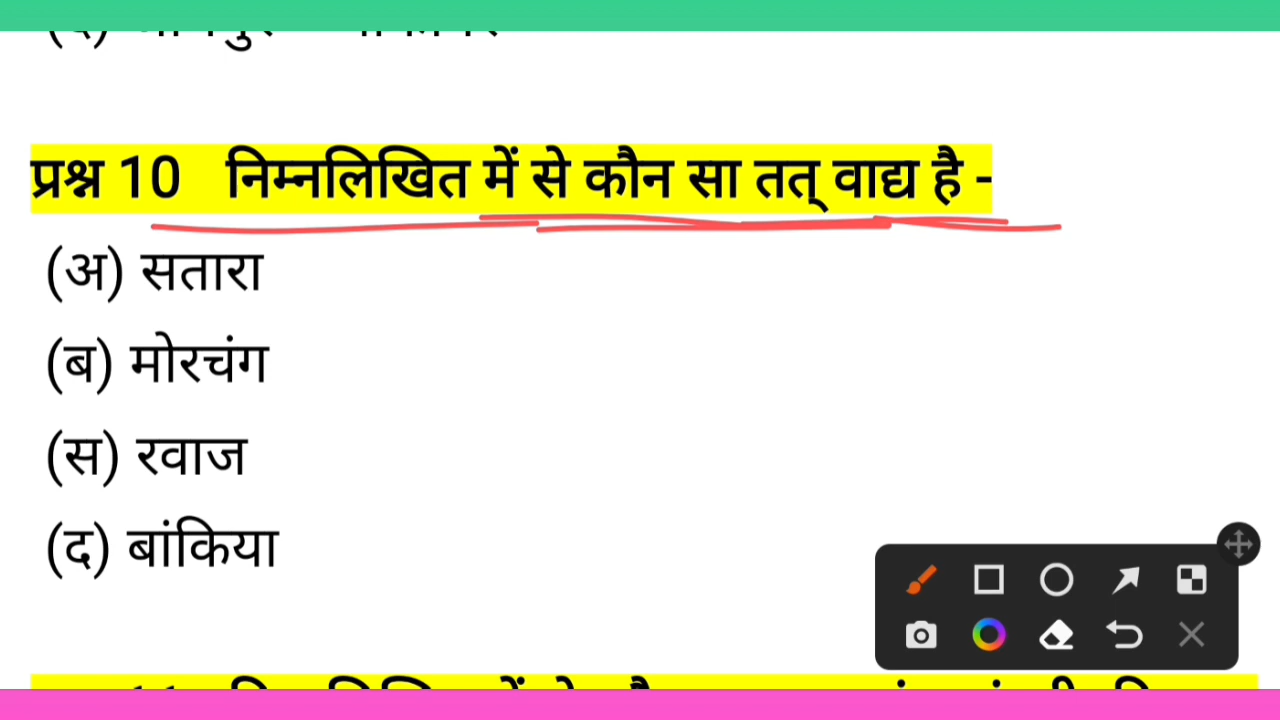 प्रश्न 10 निम्नलिखित में से कौन सा तत् वाद्य है -
(अ) सतारा
(ब) मोरचंग
(स) रवाज
(द) बांकिया